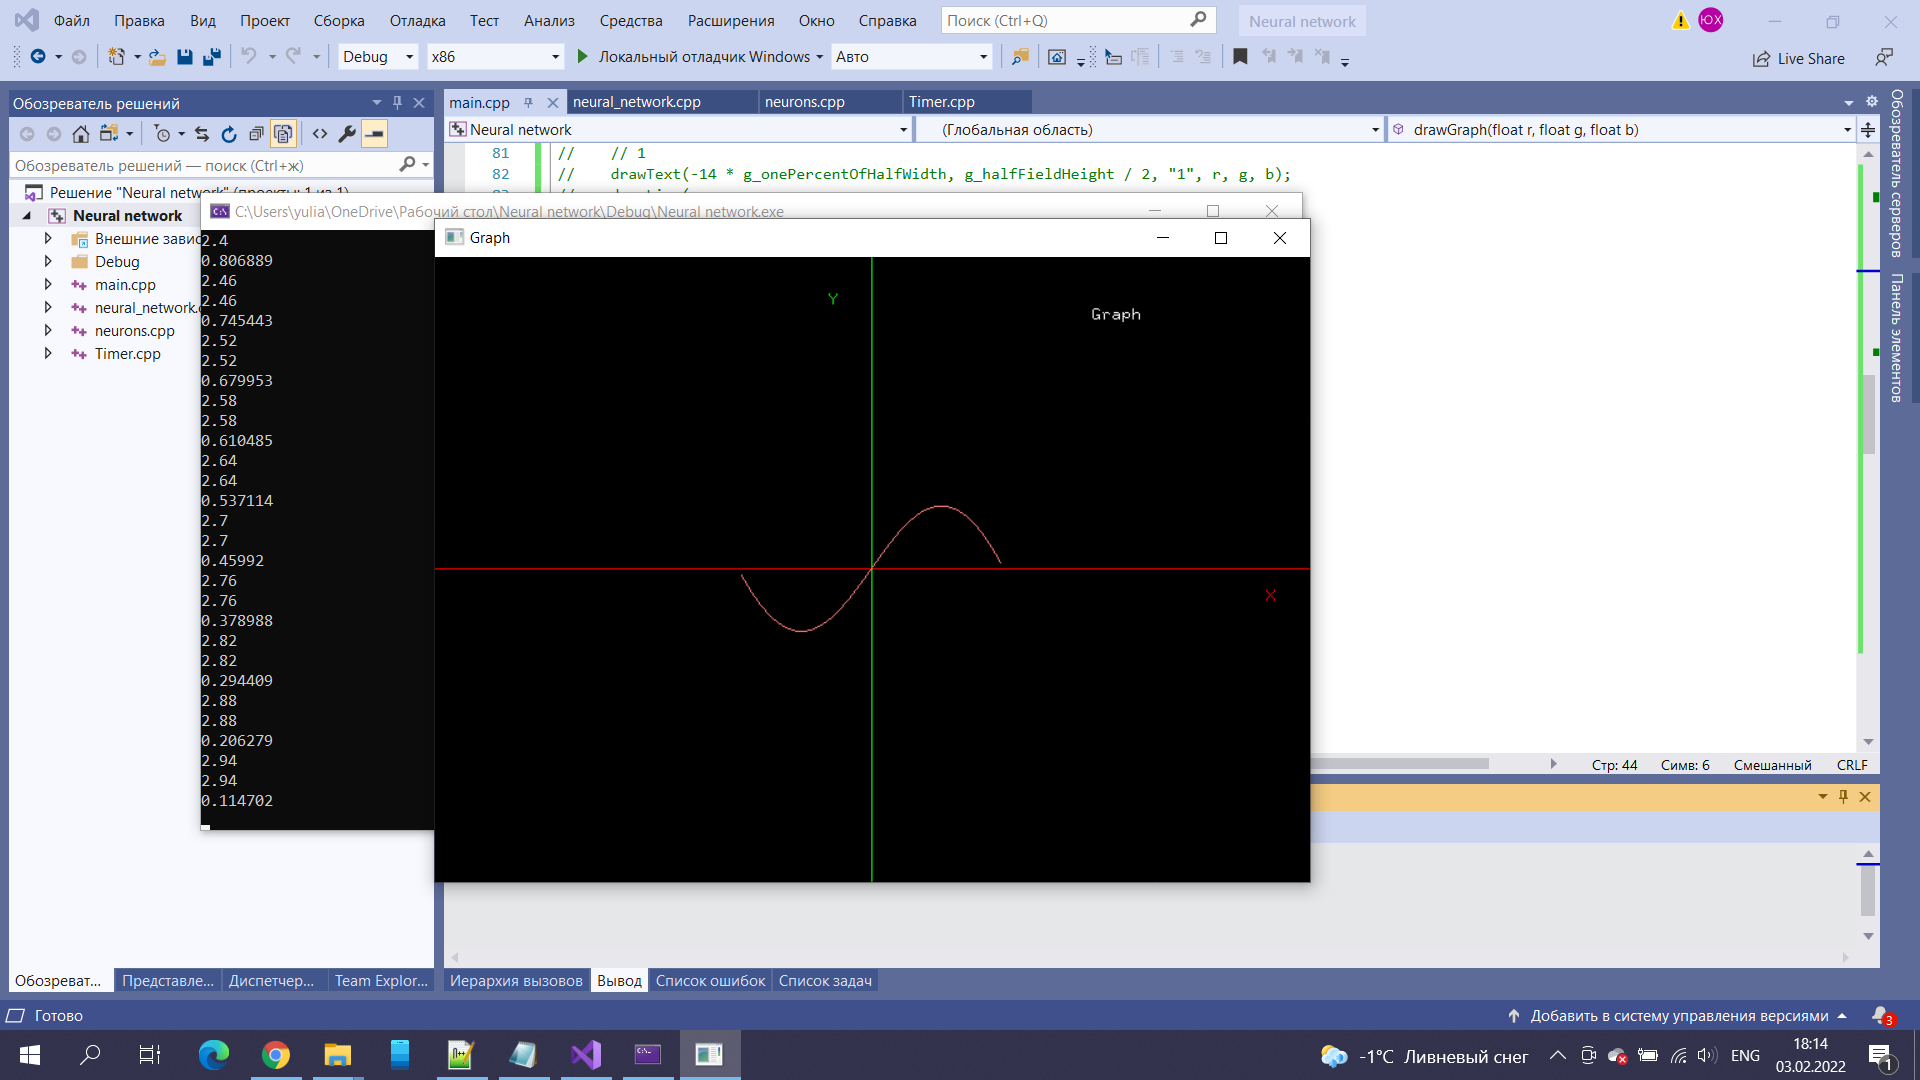 Файл Правка Вид Проект Сборка Отладка Тест Анализ Средства Расширения Окно Справка Поиск (Ctrl+Q) Neural network ЮХ
Debug x86 Локальный отладчик Windows Авто Live Share
Обозреватель решений
Обозреватель решений — поиск (Ctrl+ж)
Решение "Neural network" (проекты: 1 из 1)
Neural network
Внешние завис
Debug
main.cpp
neural_network.
neurons.cpp
Timer.cpp
main.cpp neural_network.cpp neurons.cpp Timer.cpp
Neural network (Глобальная область) drawGraph(float r, float g, float b)
81 // // 1
82 // drawText(-14 * g_onePercentOfHalfWidth, g_halfFieldHeight / 2, "1", r, g, b);
C:\Users\yulia\OneDrive\Рабочий стол\Neural network\Debug\Neural network.exe
2.4
0.806889
2.46
2.46
0.745443
2.52
2.52
0.679953
2.58
2.58
0.610485
2.64
2.64
0.537114
2.7
2.7
0.45992
2.76
2.76
0.378988
2.82
2.82
0.294409
2.88
2.88
0.206279
2.94
2.94
0.114702
Graph
Y
Graph
X
Обозреватель серверов
Панель элементов
Стр: 44 Симв: 6 Смешанный CRLF
Обозреват... Представле... Диспетчер... Team Explor...
Иерархия вызовов Вывод Список ошибок Список задач
Готово
Добавить в систему управления версиями 3
-1°C Ливневый снег ENG
18:14
03.02.2022
1